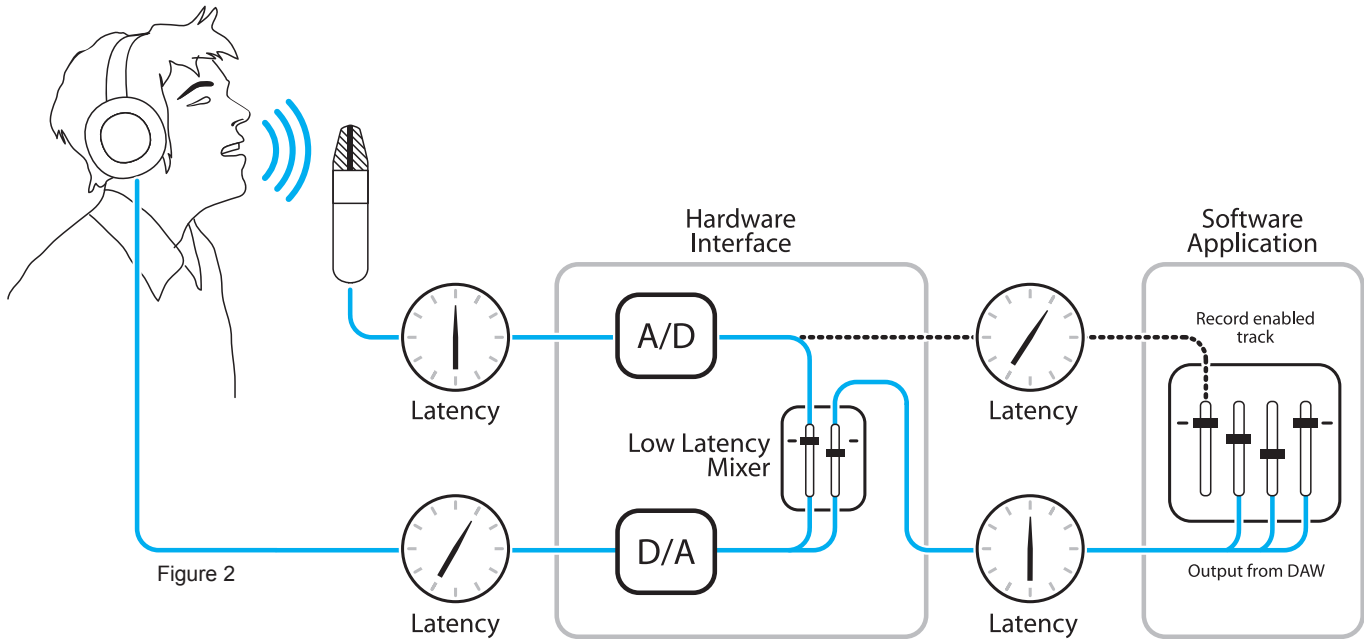 Hardware
Interface
Software
Application
Record enabled
track
A/D
Latency
Latency
Low Latency
Mixer
D/A
Output from DAW
Figure 2
Latency
Latency